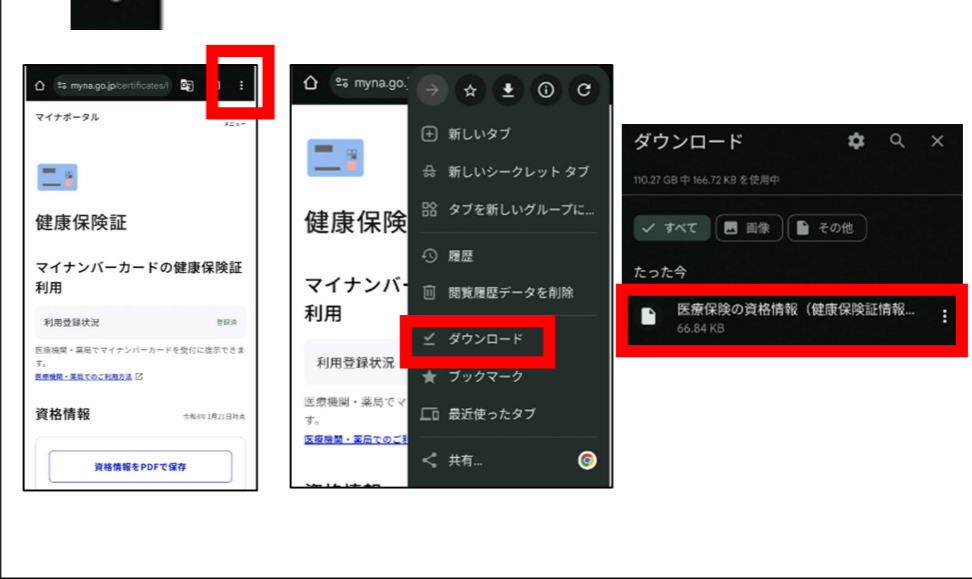 myna.go.jp/certificates/l
マイナポータル
メニュー
健康保険証
マイナンバーカードの健康保険証
利用
利用登録状況
登録済
医療機関・薬局でマイナンバーカードを受付に提示できま
す。
医療機関・薬局でのご利用方法
資格情報
令和8年1月21日時点
資格情報をPDFで保存
myna.go.
健康保険
マイナンバ
利用
利用登録状況
医療機関・薬局でマ
す。
医療機関・薬局でのご利
新しいタブ
新しいシークレット タブ
タブを新しいグループに...
履歴
閲覧履歴データを削除
ダウンロード
ブックマーク
最近使ったタブ
共有...
ダウンロード
110.27 GB 中 166.72 KB を使用中
すべて
画像
その他
たった今
医療保険の資格情報（健康保険証情報...
66.84 KB